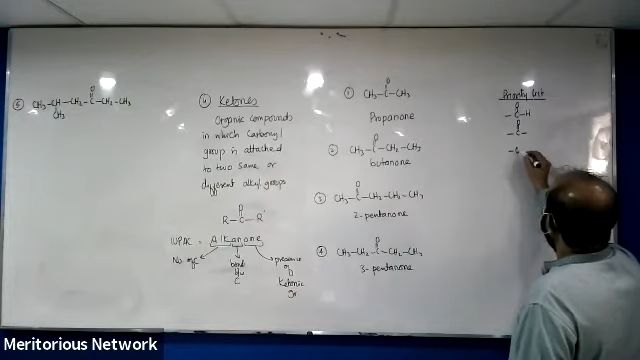 ⑤ CH₃-CH-CH₂-C-CH₂-CH₃
O
CH₃
④ Ketones
Organic compounds
in which Carbonyl
group is attached
to two same or
different alkyl groups
O
R-C-R'
IUPAC = Alkanone
No. of C
bond
b/w
C
presence
of
Ketonic
Gr
① CH₃-C-CH₃
O
Propanone
② CH₃-C-CH₂-CH₃
O
butanone
③ CH₃-C-CH₂-CH₂-CH₃
O
2-pentanone
④ CH₃-CH₂-C-CH₂-CH₃
O
3-pentanone
Priority List
O
-C-H
O
-C-
Meritorious Network